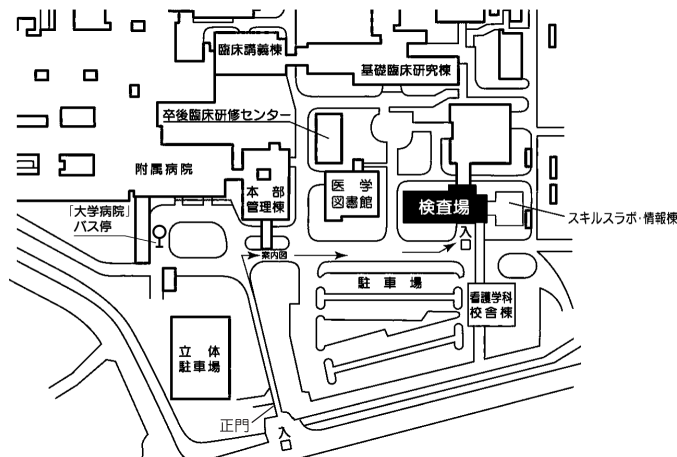 臨床講義棟
基礎臨床研究棟
卒後臨床研修センター
附属病院
本部
管理棟
医学
図書館
検査場
スキルスラボ・情報棟
「大学病院」
バス停
入口
案内図
駐車場
看護学科
校舎棟
立体
駐車場
正門
入口